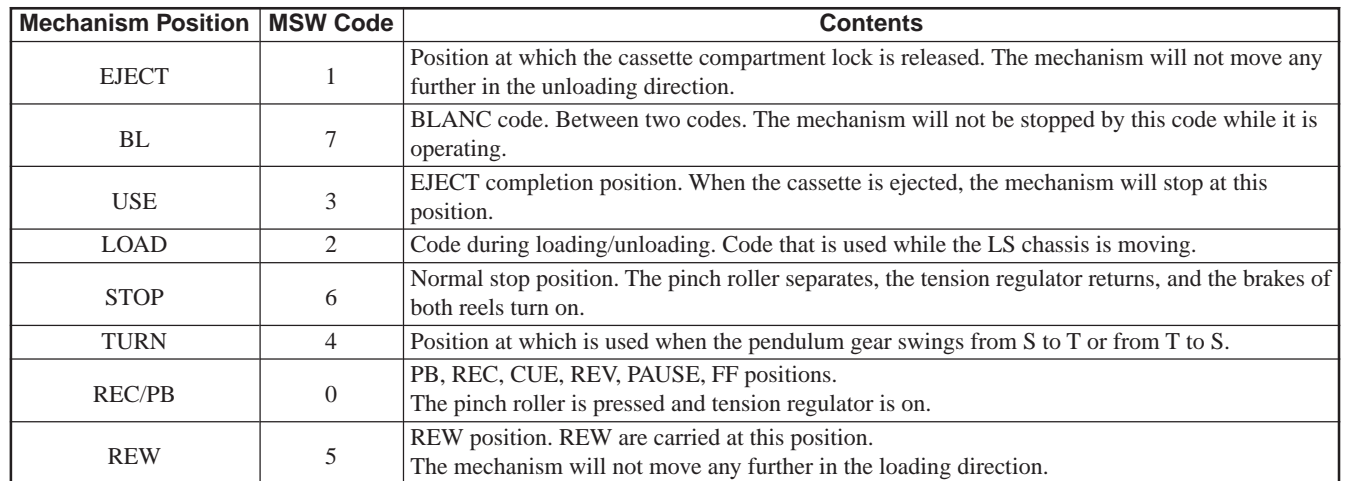 Mechanism Position MSW Code Contents
EJECT 1 Position at which the cassette compartment lock is released. The mechanism will not move any
further in the unloading direction.
BL 7 BLANC code. Between two codes. The mechanism will not be stopped by this code while it is
operating.
USE 3 EJECT completion position. When the cassette is ejected, the mechanism will stop at this
position.
LOAD 2 Code during loading/unloading. Code that is used while the LS chassis is moving.
STOP 6 Normal stop position. The pinch roller separates, the tension regulator returns, and the brakes of
both reels turn on.
TURN 4 Position at which is used when the pendulum gear swings from S to T or from T to S.
REC/PB 0 PB, REC, CUE, REV, PAUSE, FF positions.
The pinch roller is pressed and tension regulator is on.
REW 5 REW position. REW are carried at this position.
The mechanism will not move any further in the loading direction.